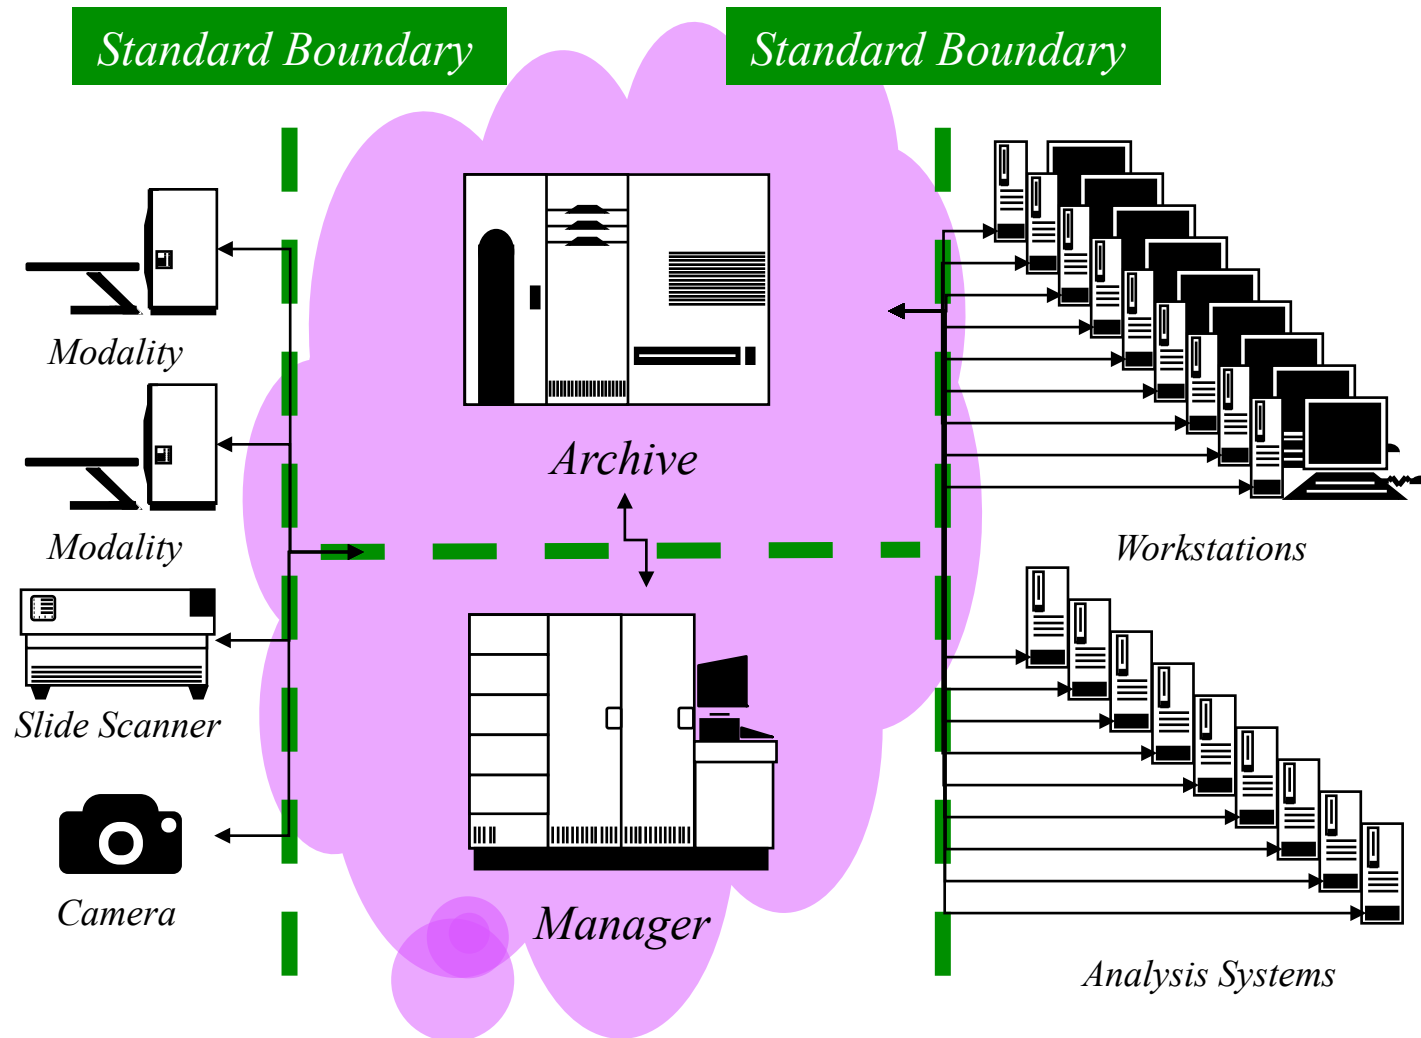 Standard Boundary
Standard Boundary
Modality
Archive
Modality
Workstations
Slide Scanner
Camera
Manager
Analysis Systems